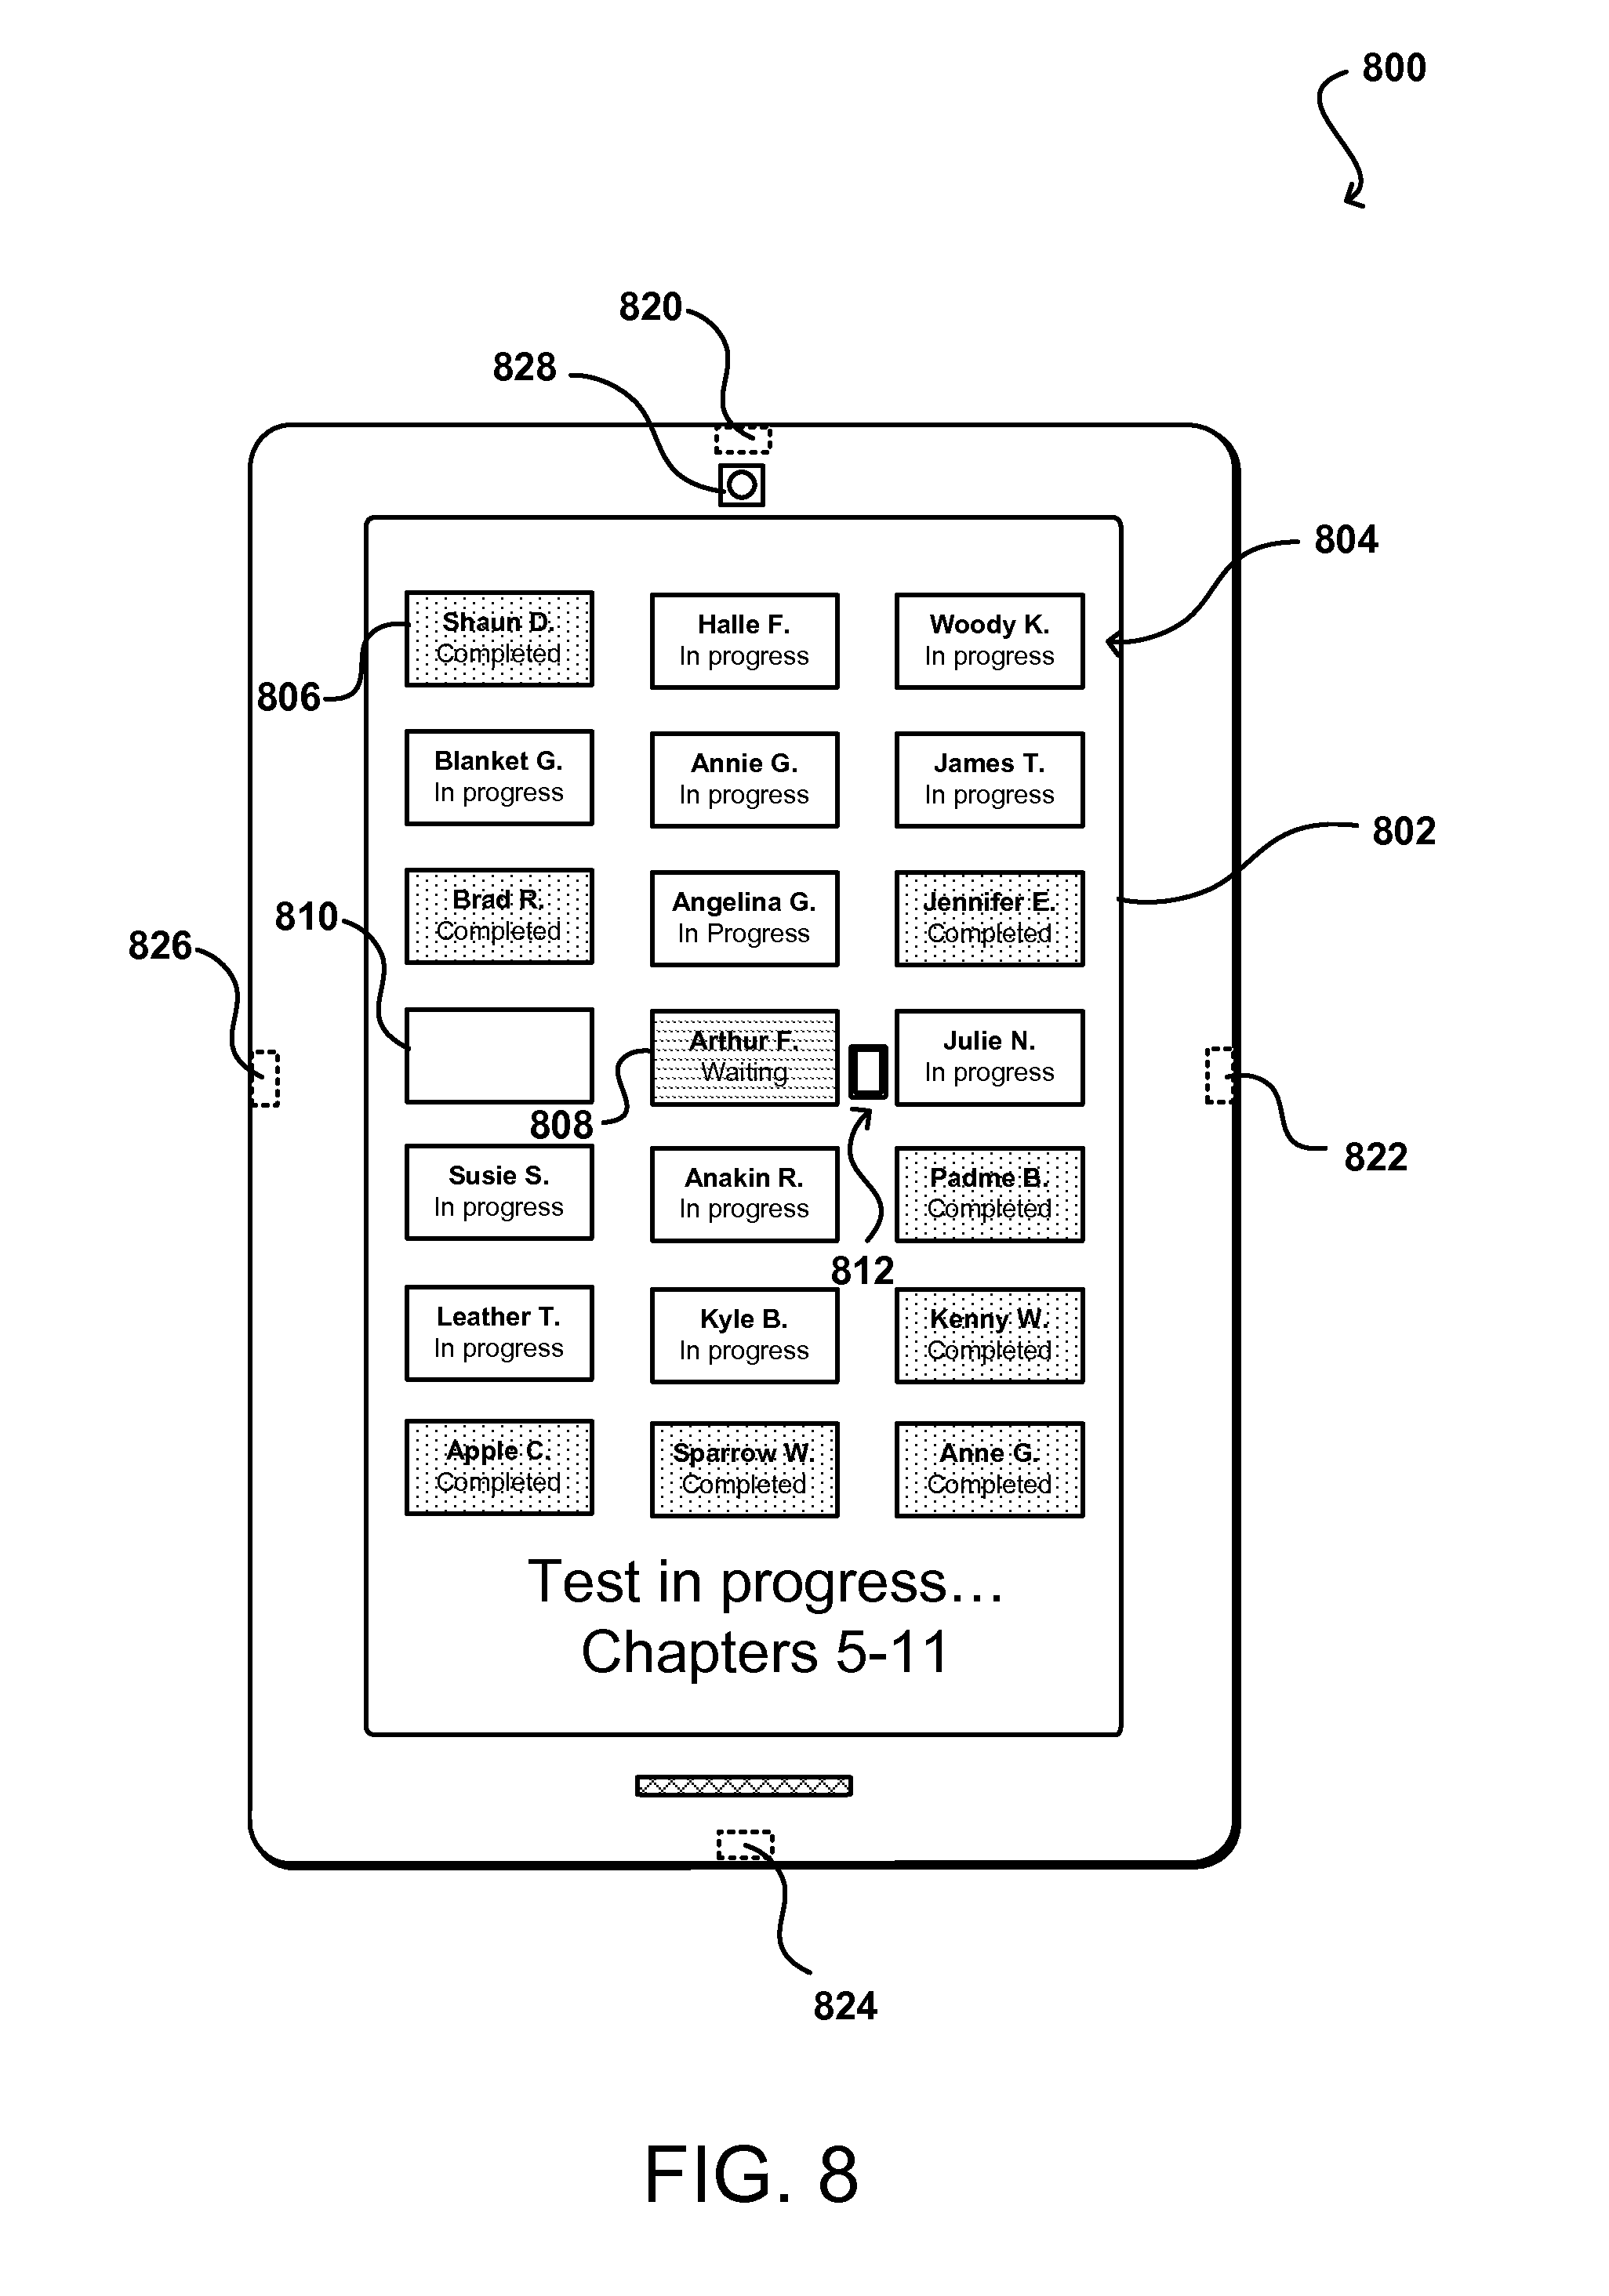 800
820
828
804
Shaun D.
Completed
Halle F.
In progress
Woody K.
In progress
806
Blanket G.
In progress
Annie G.
In progress
James T.
In progress
802
Brad R.
Completed
Angelina G.
In Progress
Jennifer E.
Completed
810
826
Arthur F.
Waiting
Julie N.
In progress
808
822
Susie S.
In progress
Anakin R.
In progress
Padme B.
Completed
812
Leather T.
In progress
Kyle B.
In progress
Kenny W.
Completed
Apple C.
Completed
Sparrow W.
Completed
Anne G.
Completed
Test in progress...
Chapters 5-11
824
FIG. 8